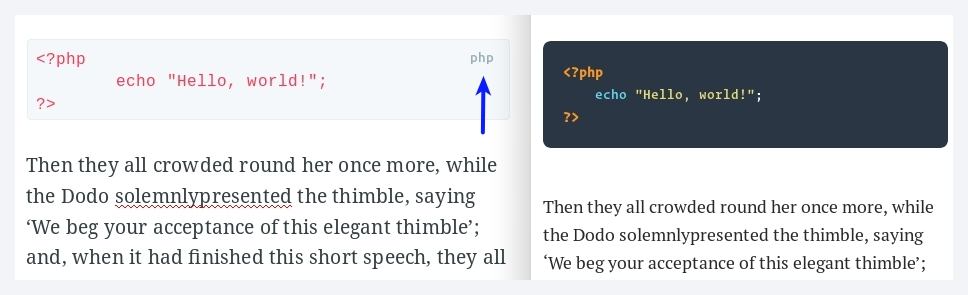 <?php
php
echo "Hello, world!";
?>
Then they all crowded round her once more, while
the Dodo solemnlypresented the thimble, saying
‘We beg your acceptance of this elegant thimble’;
and, when it had finished this short speech, they all
<?php
echo "Hello, world!";
?>
Then they all crowded round her once more, while
the Dodo solemnlypresented the thimble, saying
‘We beg your acceptance of this elegant thimble’;